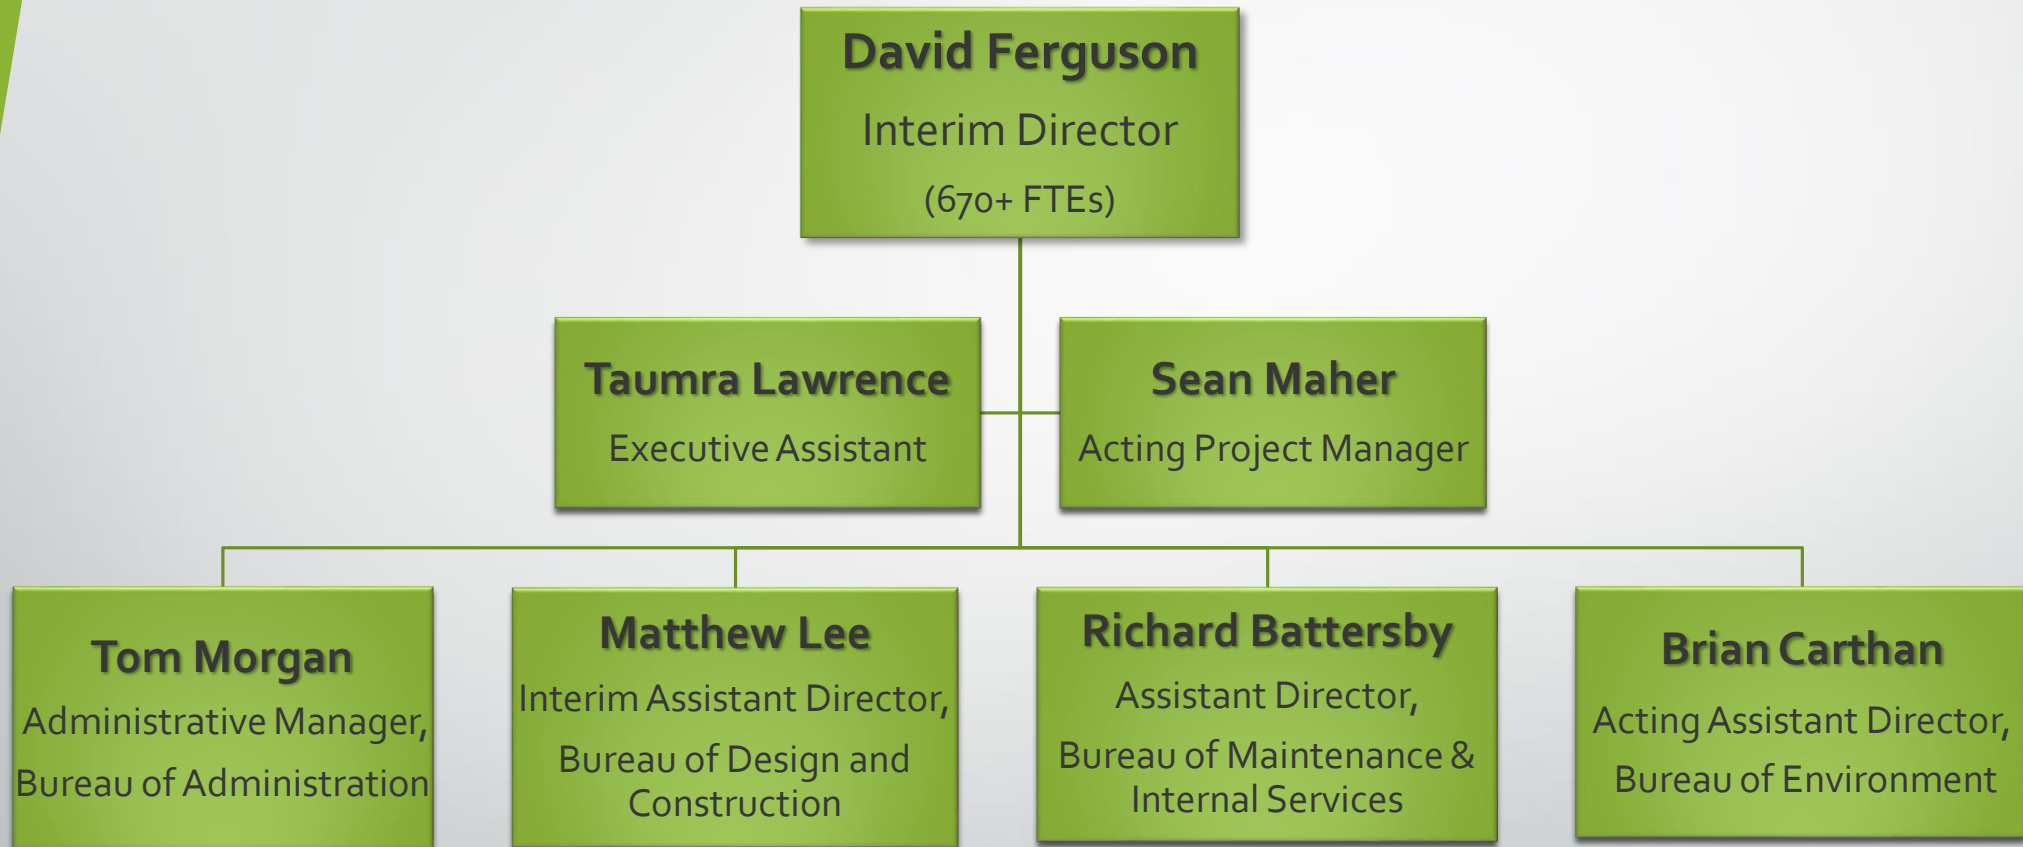 David Ferguson
Interim Director
(670+ FTEs)
Taumra Lawrence
Executive Assistant
Sean Maher
Acting Project Manager
Tom Morgan
Administrative Manager,
Bureau of Administration
Matthew Lee
Interim Assistant Director,
Bureau of Design and
Construction
Richard Battersby
Assistant Director,
Bureau of Maintenance &
Internal Services
Brian Carthan
Acting Assistant Director,
Bureau of Environment